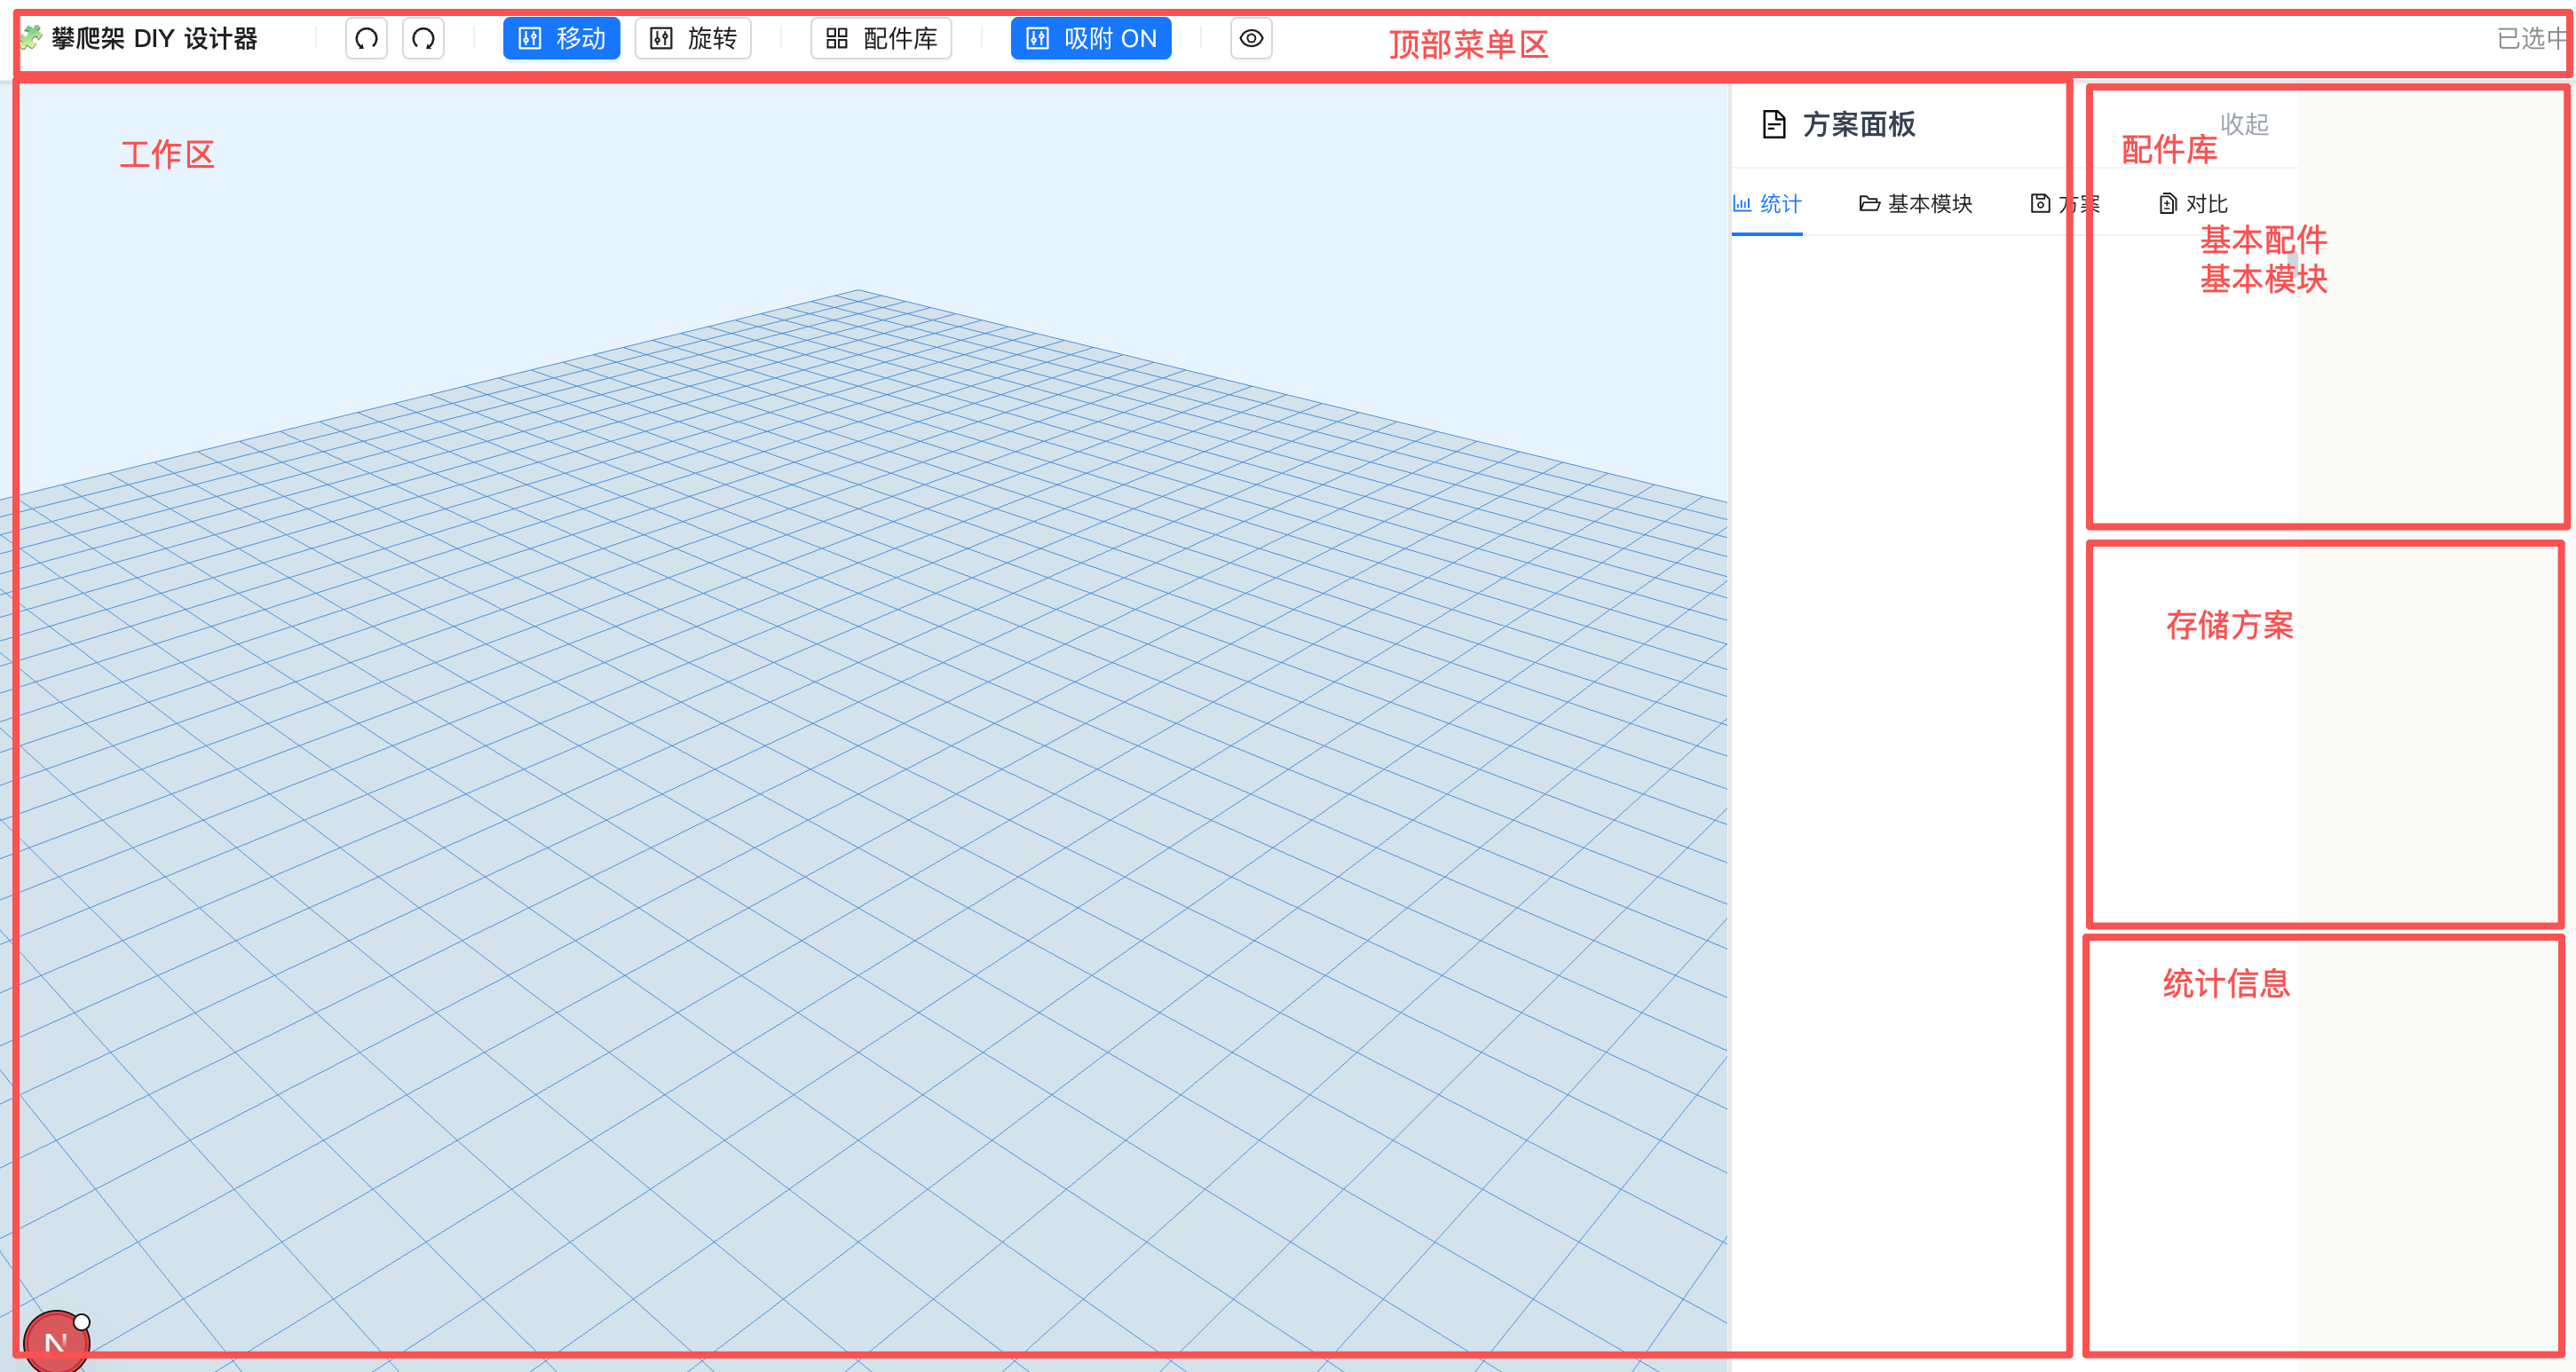 攀爬架 DIY 设计器
移动
旋转
配件库
吸附 ON
顶部菜单区
已选中
工作区
方案面板
收起
配件库
统计
基本模块
方案
对比
基本配件
基本模块
存储方案
统计信息
N